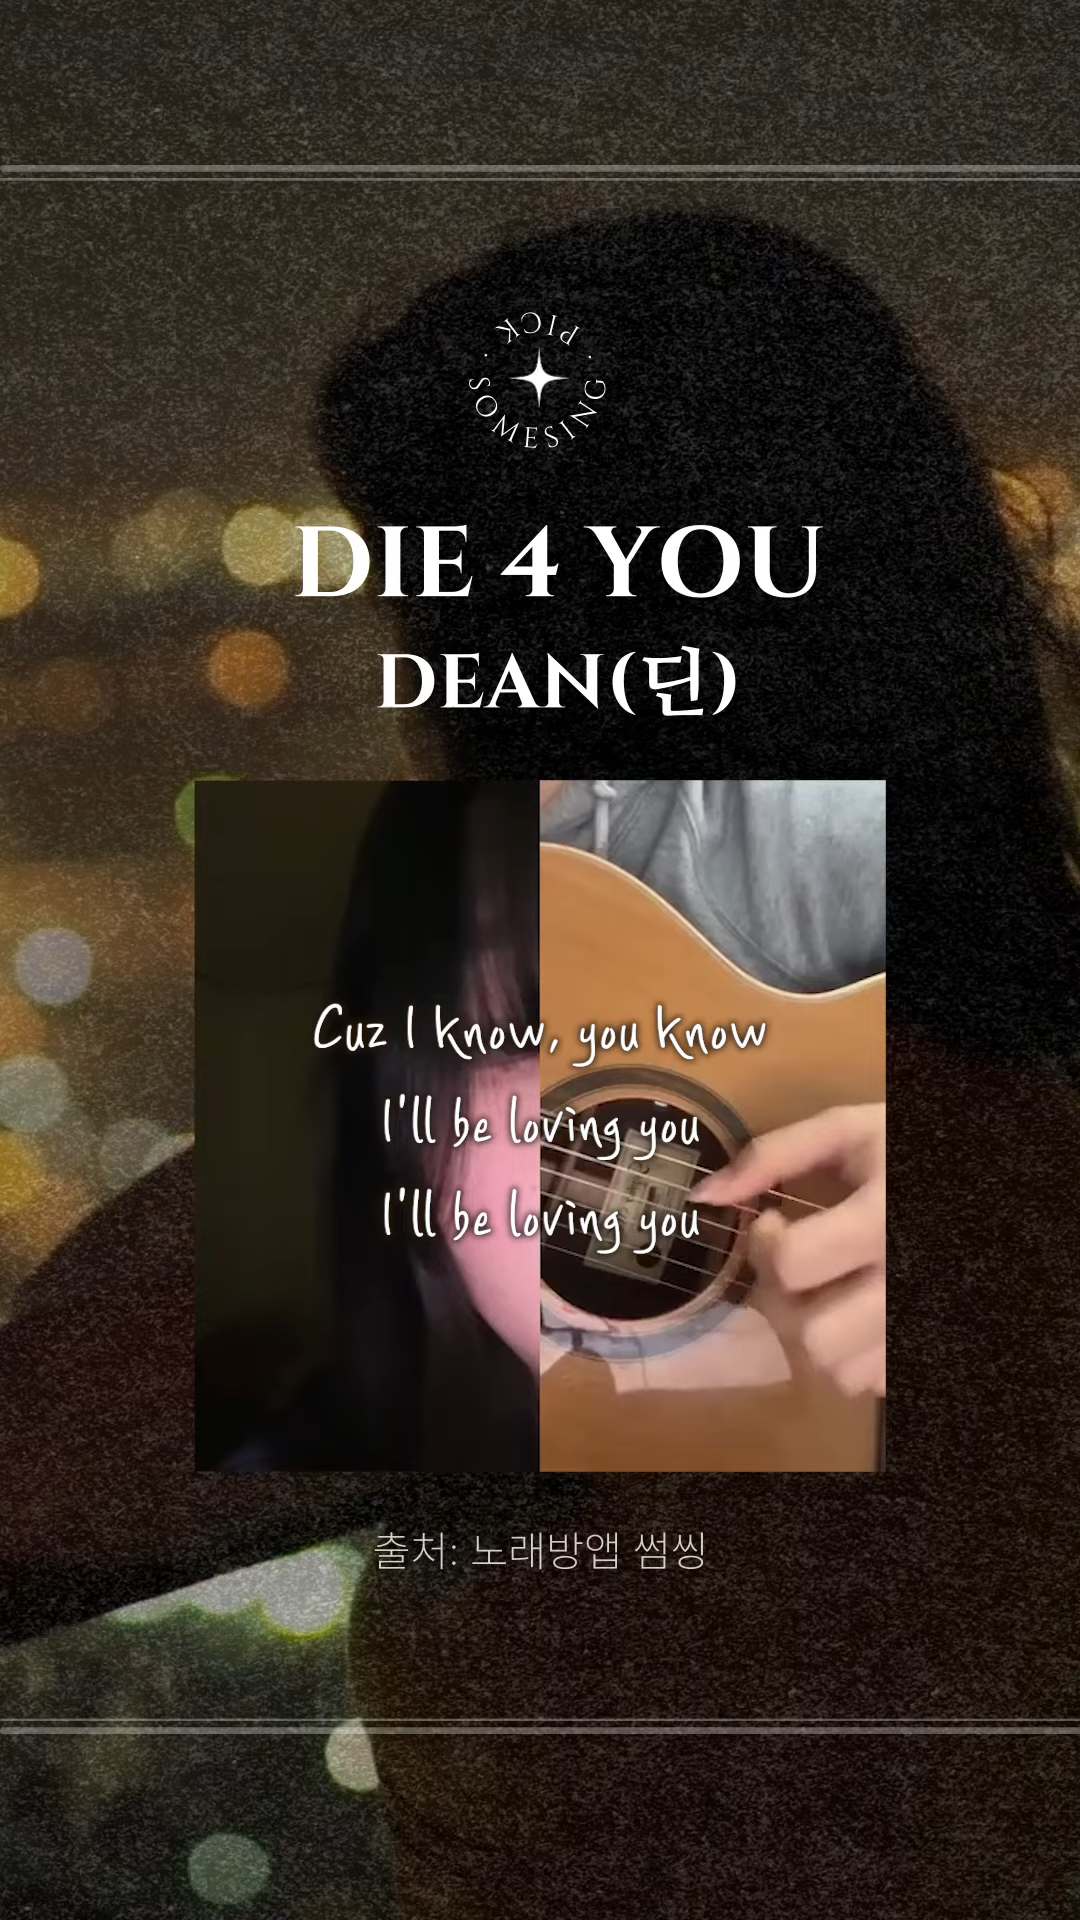 PICK · SOMESING ·
DIE 4 YOU
DEAN(딘)
Cuz I know, you know
I'll be loving you
I'll be loving you
출처: 노래방앱 썸씽